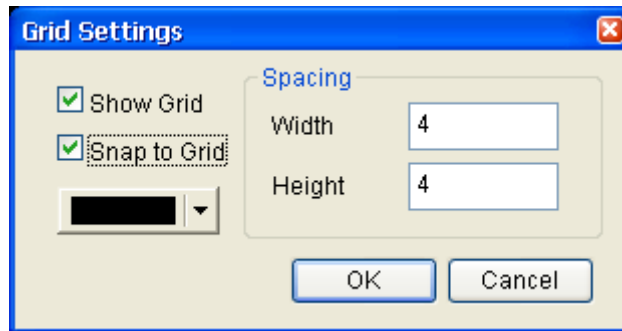 Grid Settings
Show Grid
Snap to Grid
Spacing
Width 4
Height 4
OK Cancel